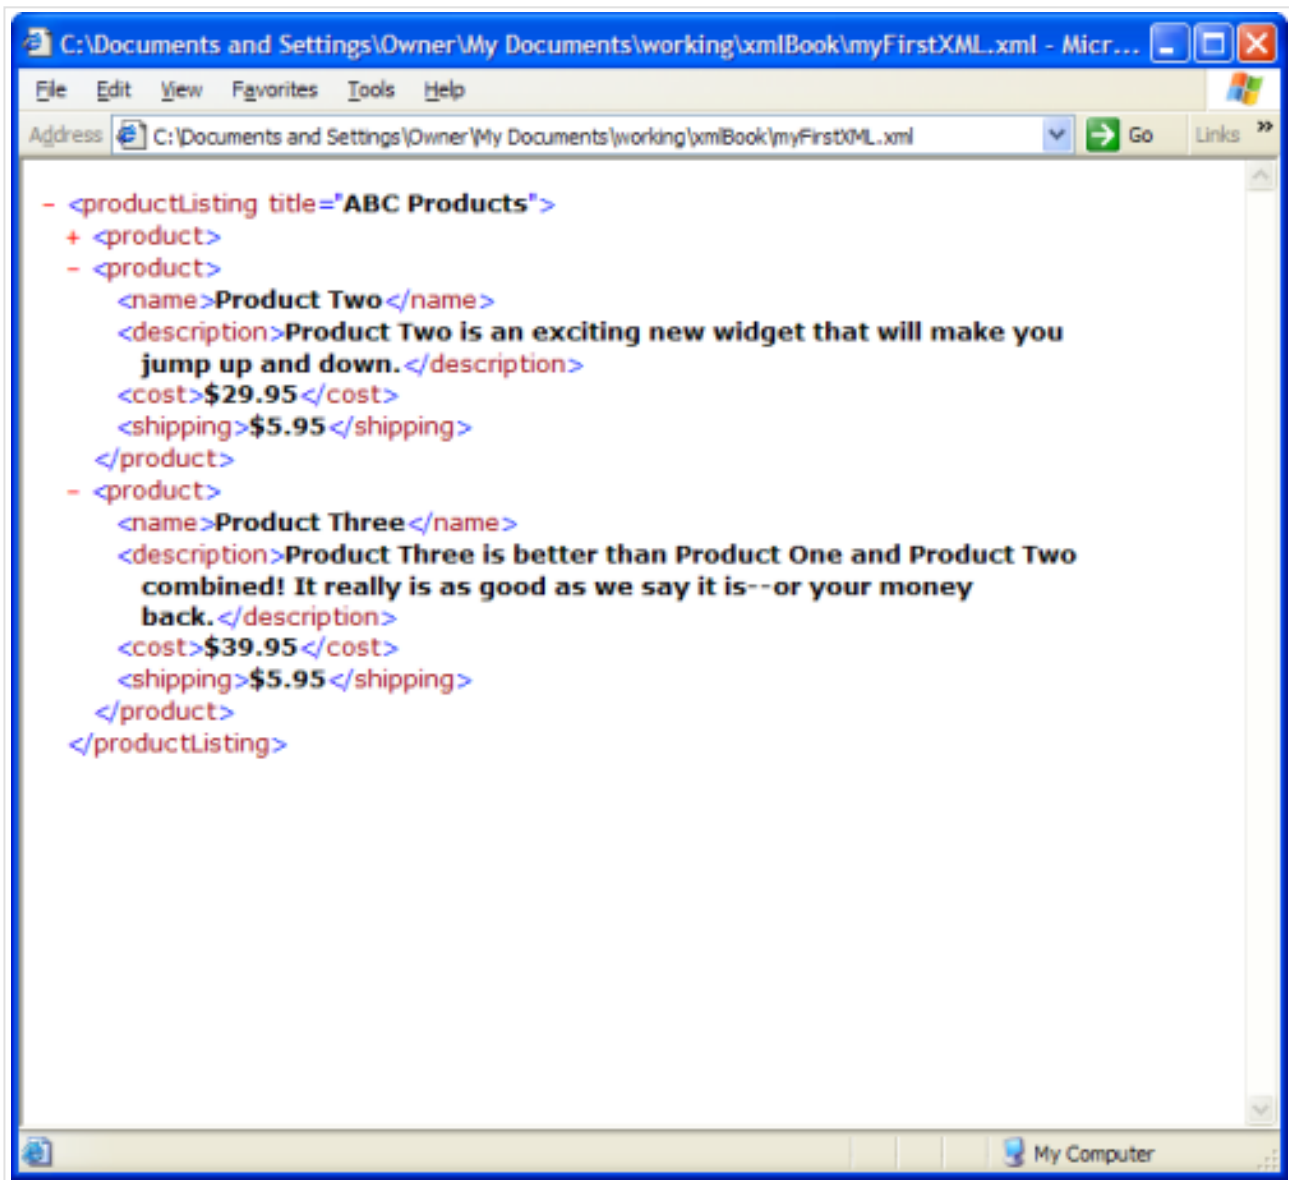 C:\Documents and Settings\Owner\My Documents\working\xmlBook\myFirstXML.xml - Micr...
File Edit View Favorites Tools Help
Address C:\Documents and Settings\Owner\My Documents\working\xmlBook\myFirstXML.xml Go Links »
- <productListing title="ABC Products">
+ <product>
- <product>
<name>Product Two</name>
<description>Product Two is an exciting new widget that will make you
jump up and down.</description>
<cost>$29.95</cost>
<shipping>$5.95</shipping>
</product>
- <product>
<name>Product Three</name>
<description>Product Three is better than Product One and Product Two
combined! It really is as good as we say it is--or your money
back.</description>
<cost>$39.95</cost>
<shipping>$5.95</shipping>
</product>
</productListing>
My Computer